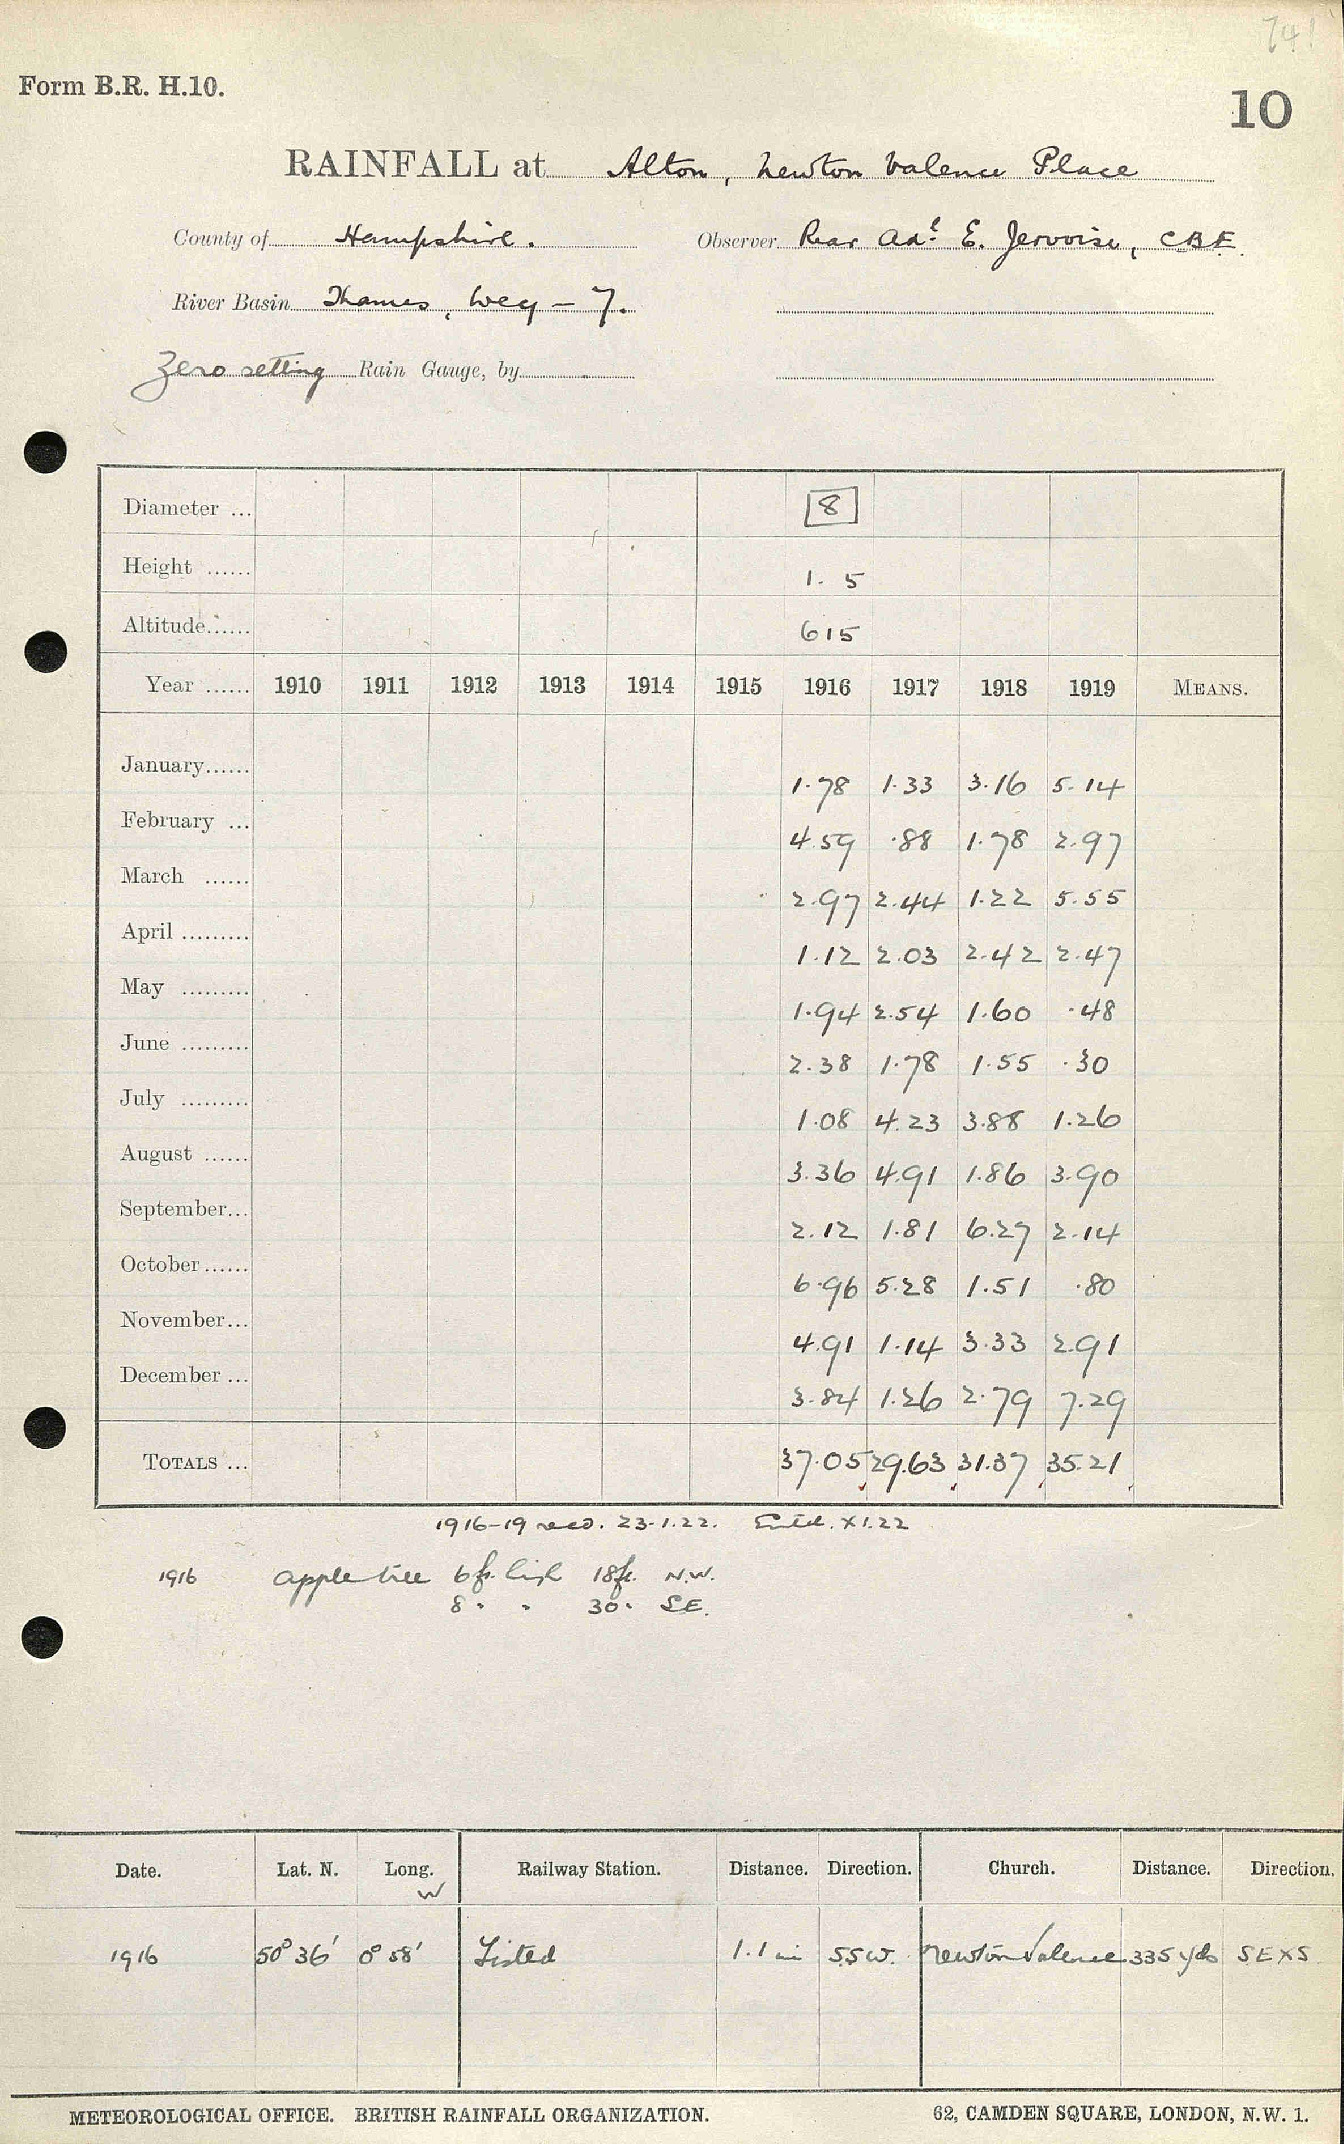 741
Form B.R. H.10.
10
RAINFALL at Alton, Newton Valence Place
County of Hampshire. Observer Rear Adl. E. Jervoise, CBE.
River Basin Thames, Wey – 7.
Zero setting Rain Gauge, by
Diameter ... 8
Height ...... 1. 5
Altitude...... 615
Year ...... 1910 1911 1912 1913 1914 1915 1916 1917 1918 1919 MEANS.
January...... 1.78 1.33 3.16 5.14
February ... 4.59 .88 1.78 2.97
March ...... 2.97 2.44 1.22 5.55
April ......... 1.12 2.03 2.42 2.47
May ......... 1.94 2.54 1.60 .48
June ......... 2.38 1.78 1.55 .30
July ......... 1.08 4.23 3.88 1.26
August ...... 3.36 4.91 1.86 3.90
September... 2.12 1.81 6.27 2.14
October...... 6.96 5.28 1.51 .80
November... 4.91 1.14 3.33 2.91
December ... 3.84 1.26 2.79 7.29
TOTALS ... 37.05 29.63 31.37 35.21
1916-19 recd. 23.1.22. Entd. XI.22
1916 apple tree 6ft. high 18ft. N.W.
8 " " 30 " S.E.
Date. Lat. N. Long. Railway Station. Distance. Direction. Church. Distance. Direction.
W
1916 50° 36' 0° 58' Tisted 1.1 m SSW. Newton Valence 335 yds SEXS
METEOROLOGICAL OFFICE. BRITISH RAINFALL ORGANIZATION. 62, CAMDEN SQUARE, LONDON, N.W. 1.